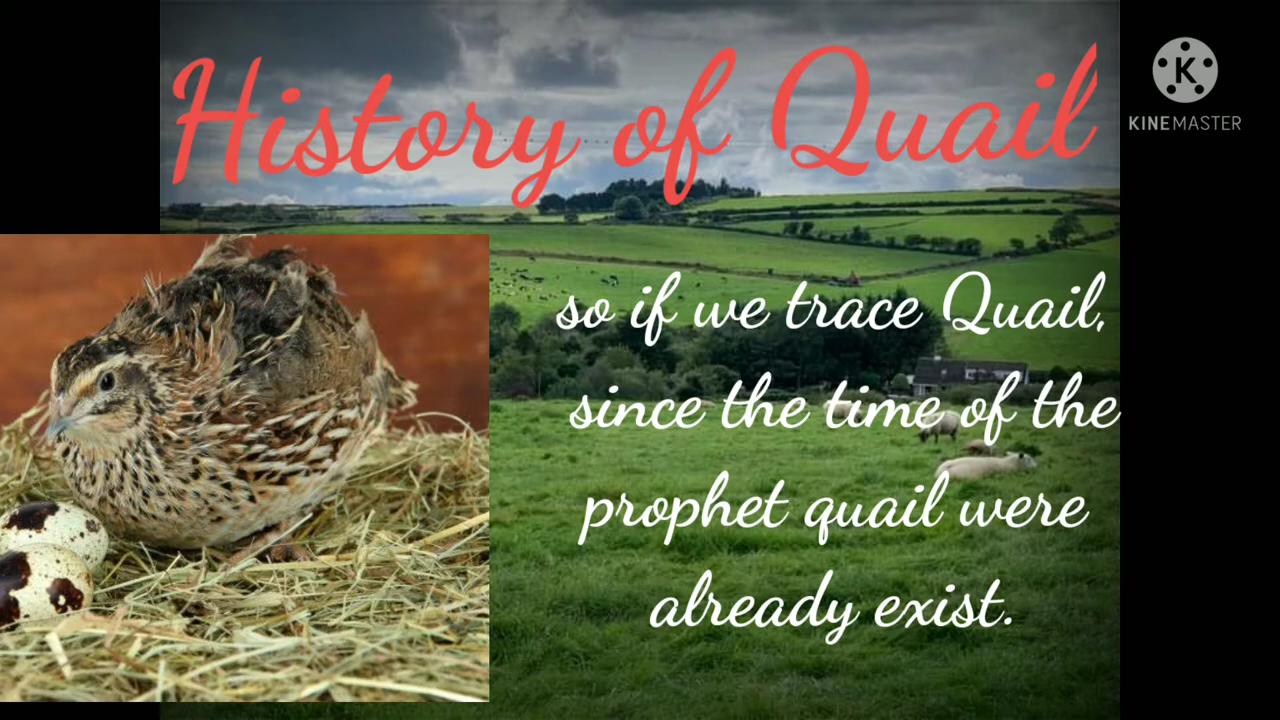 History of Quail
K
KINEMASTER
so if we trace Quail,
since the time of the
prophet quail were
already exist.